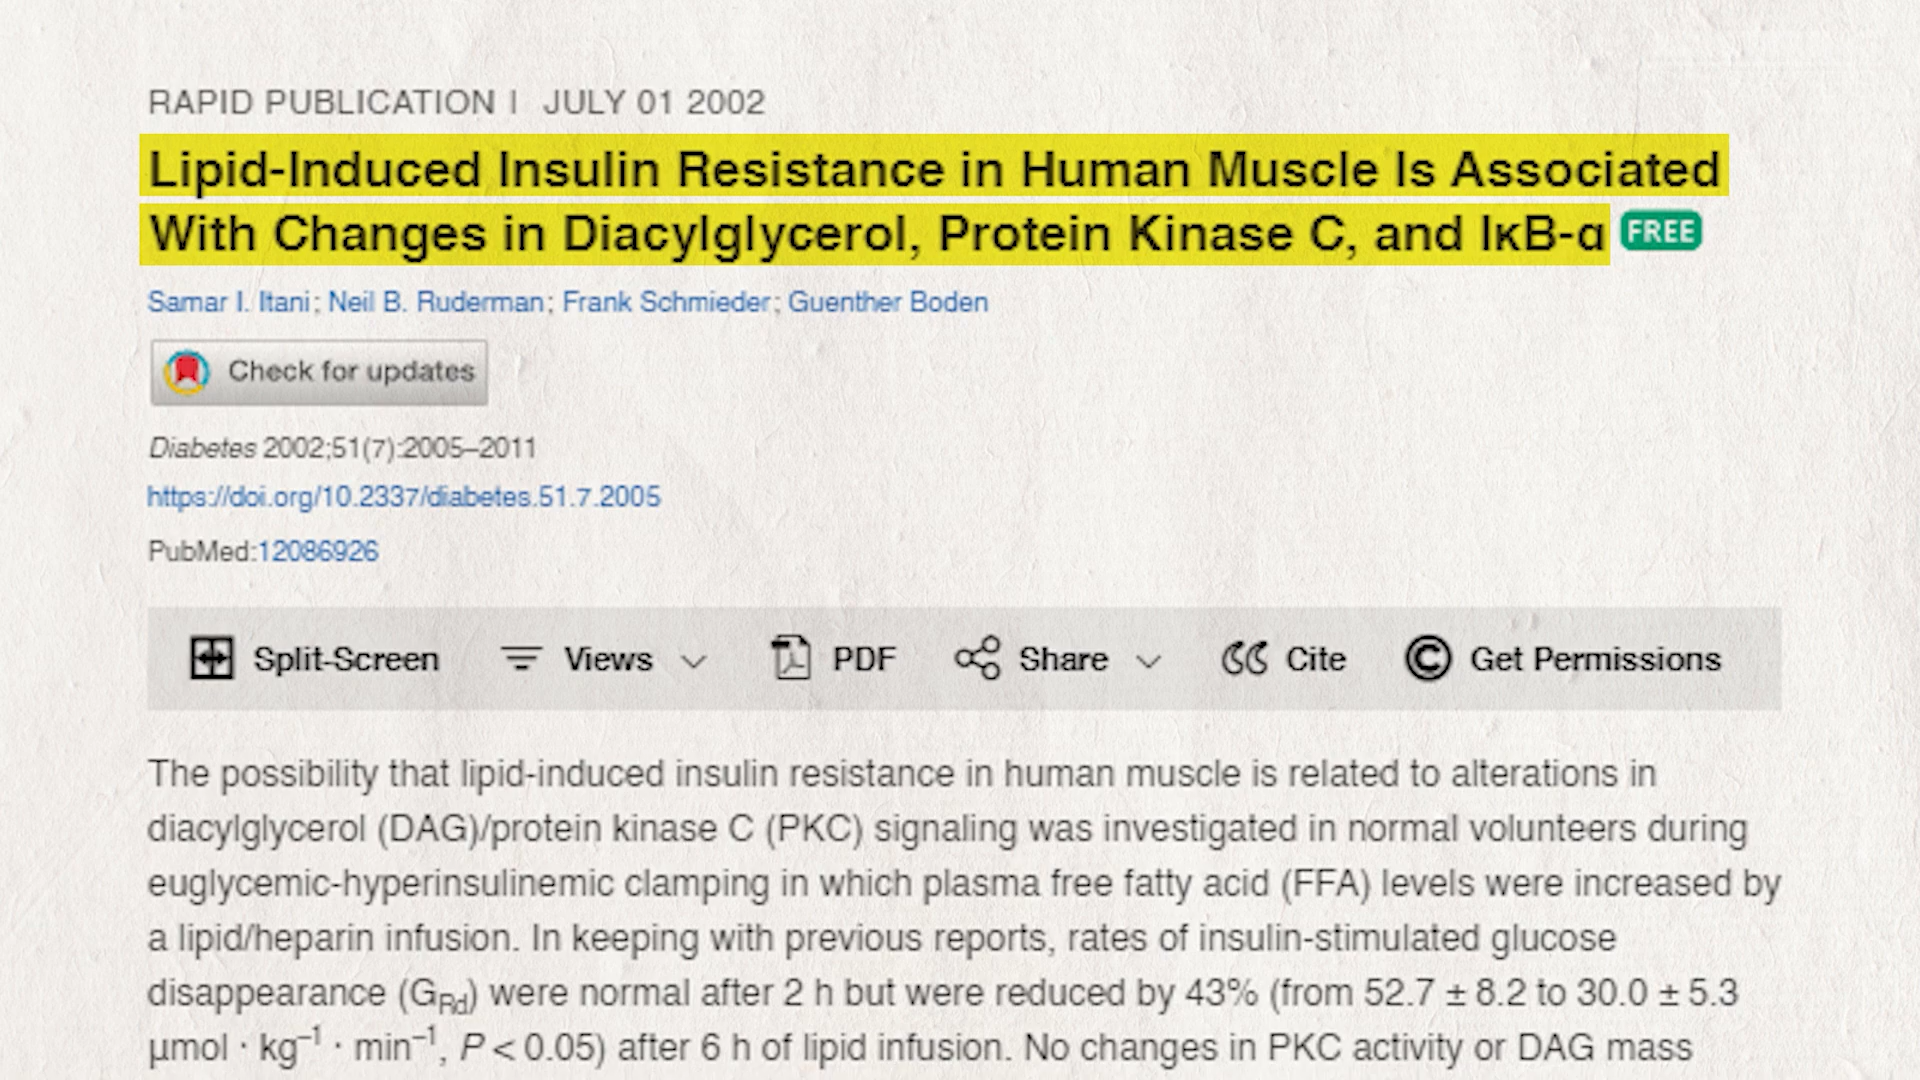 RAPID PUBLICATION | JULY 01 2002
Lipid-Induced Insulin Resistance in Human Muscle Is Associated
With Changes in Diacylglycerol, Protein Kinase C, and IκB-α FREE
Samar I. Itani; Neil B. Ruderman; Frank Schmieder; Guenther Boden
Check for updates
Diabetes 2002;51(7):2005–2011
https://doi.org/10.2337/diabetes.51.7.2005
PubMed:12086926
Split-Screen Views PDF Share Cite Get Permissions
The possibility that lipid-induced insulin resistance in human muscle is related to alterations in
diacylglycerol (DAG)/protein kinase C (PKC) signaling was investigated in normal volunteers during
euglycemic-hyperinsulinemic clamping in which plasma free fatty acid (FFA) levels were increased by
a lipid/heparin infusion. In keeping with previous reports, rates of insulin-stimulated glucose
disappearance (G_Rd) were normal after 2 h but were reduced by 43% (from 52.7 ± 8.2 to 30.0 ± 5.3
μmol · kg⁻¹ · min⁻¹, P < 0.05) after 6 h of lipid infusion. No changes in PKC activity or DAG mass